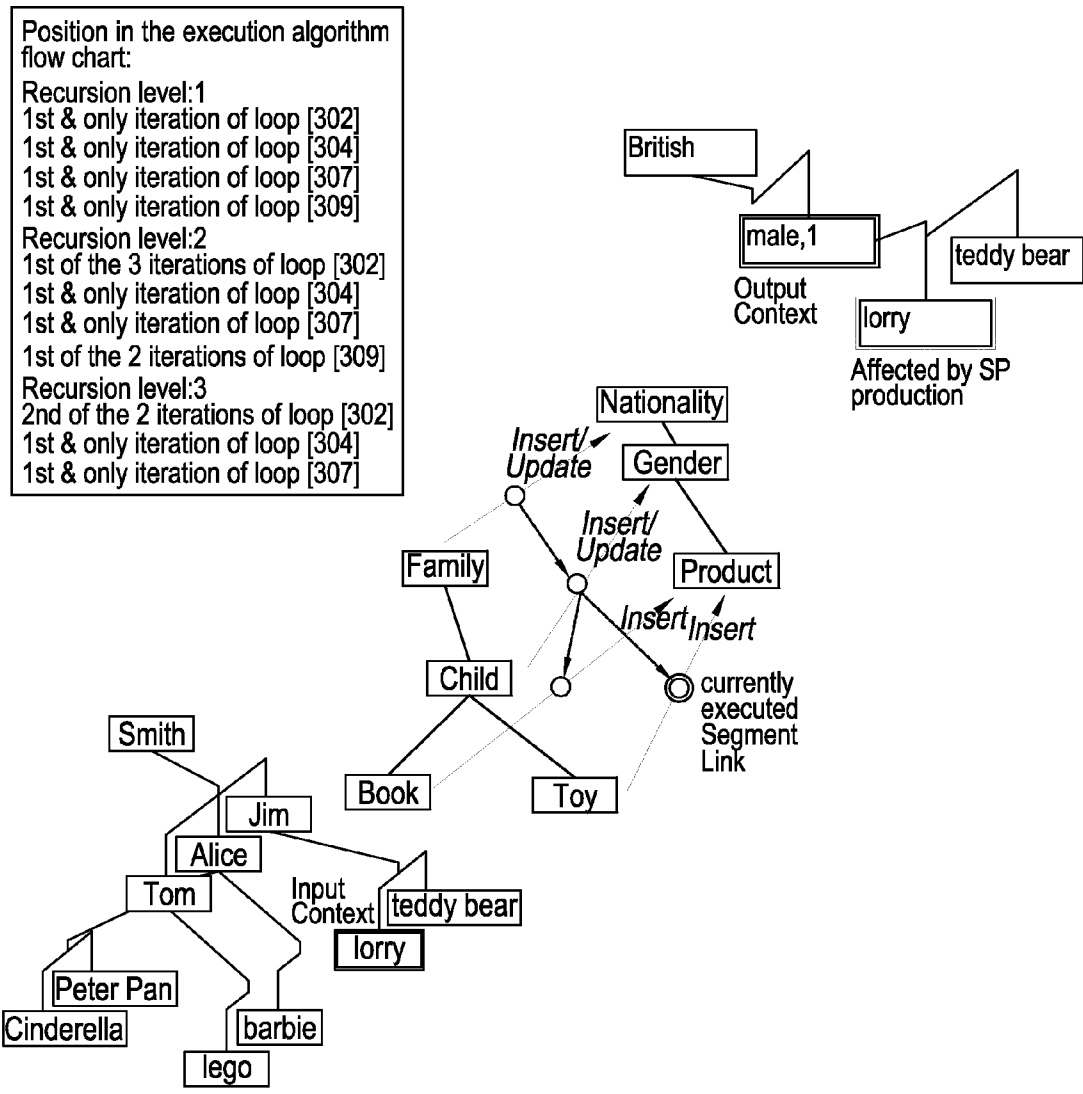 Position in the execution algorithm
flow chart:
Recursion level:1
1st & only iteration of loop [302]
1st & only iteration of loop [304]
1st & only iteration of loop [307]
1st & only iteration of loop [309]
Recursion level:2
1st of the 3 iterations of loop [302]
1st & only iteration of loop [304]
1st & only iteration of loop [307]
1st of the 2 iterations of loop [309]
Recursion level:3
2nd of the 2 iterations of loop [302]
1st & only iteration of loop [304]
1st & only iteration of loop [307]
British
male,1
teddy bear
Output
Context
lorry
Affected by SP
production
Nationality
Insert/
Update
Gender
Insert/
Update
Family
Product
Insert
Insert
Child
currently
executed
Segment
Link
Smith
Book
Toy
Jim
Alice
Tom
Input
Context
teddy bear
lorry
Peter Pan
Cinderella
barbie
lego